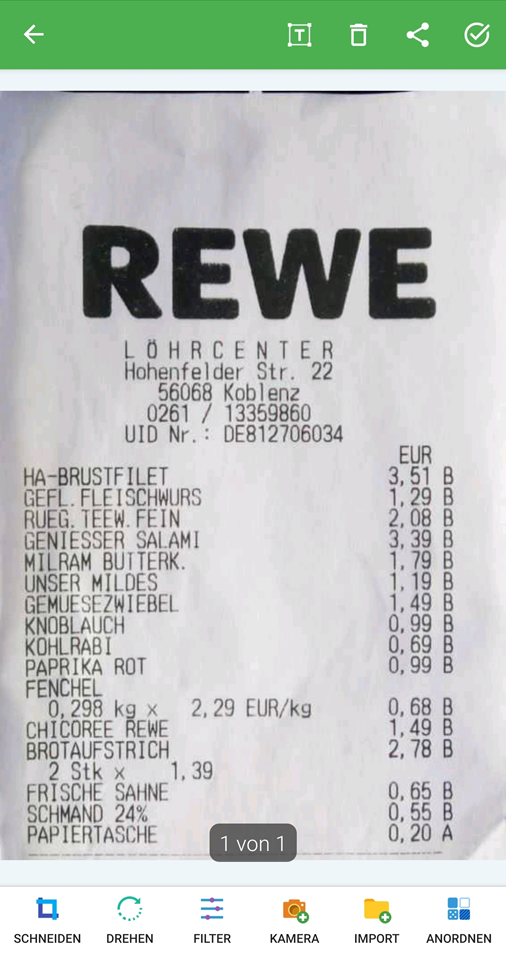 T
REWE
LÖHRCENTER
Hohenfelder Str. 22
56068 Koblenz
0261 / 13359860
UID Nr.: DE812706034
EUR
HA-BRUSTFILET 3,51 B
GEFL.FLEISCHWURS 1,29 B
RUEG.TEEW.FEIN 2,08 B
GENIESSER SALAMI 3,39 B
MILRAM BUTTERK. 1,79 B
UNSER MILDES 1,19 B
GEMUESEZWIEBEL 1,49 B
KNOBLAUCH 0,99 B
KOHLRABI 0,69 B
PAPRIKA ROT 0,99 B
FENCHEL
0,298 kg x 2,29 EUR/kg 0,68 B
CHICOREE REWE 1,49 B
BROTAUFSTRICH 2,78 B
2 Stk x 1,39
FRISCHE SAHNE 0,65 B
SCHMAND 24% 0,55 B
PAPIERTASCHE 0,20 A
1 von 1
SCHNEIDEN DREHEN FILTER KAMERA IMPORT ANORDNEN